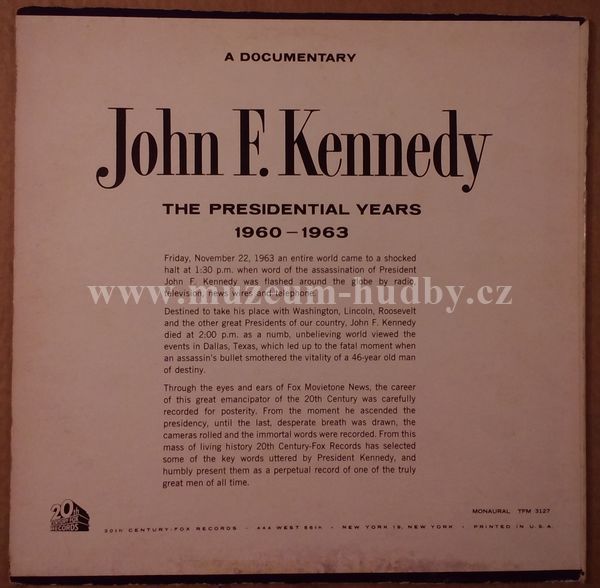 A DOCUMENTARY
John F. Kennedy
THE PRESIDENTIAL YEARS
1960 – 1963
Friday, November 22, 1963 an entire world came to a shocked
halt at 1:30 p.m. when word of the assassination of President
John F. Kennedy was flashed around the globe by radio,
television, news wires and telephone.
www.muzeum-hudby.cz
Destined to take his place with Washington, Lincoln, Roosevelt
and the other great Presidents of our country, John F. Kennedy
died at 2:00 p.m. as a numb, unbelieving world viewed the
events in Dallas, Texas, which led up to the fatal moment when
an assassin's bullet smothered the vitality of a 46-year old man
of destiny.
Through the eyes and ears of Fox Movietone News, the career
of this great emancipator of the 20th Century was carefully
recorded for posterity. From the moment he ascended the
presidency, until the last, desperate breath was drawn, the
cameras rolled and the immortal words were recorded. From this
mass of living history 20th Century-Fox Records has selected
some of the key words uttered by President Kennedy, and
humbly present them as a perpetual record of one of the truly
great men of all time.
MONAURAL TFM 3127
20th
CENTURY FOX
RECORDS
20TH CENTURY-FOX RECORDS · 444 WEST 56th · NEW YORK 19, NEW YORK · PRINTED IN U.S.A.